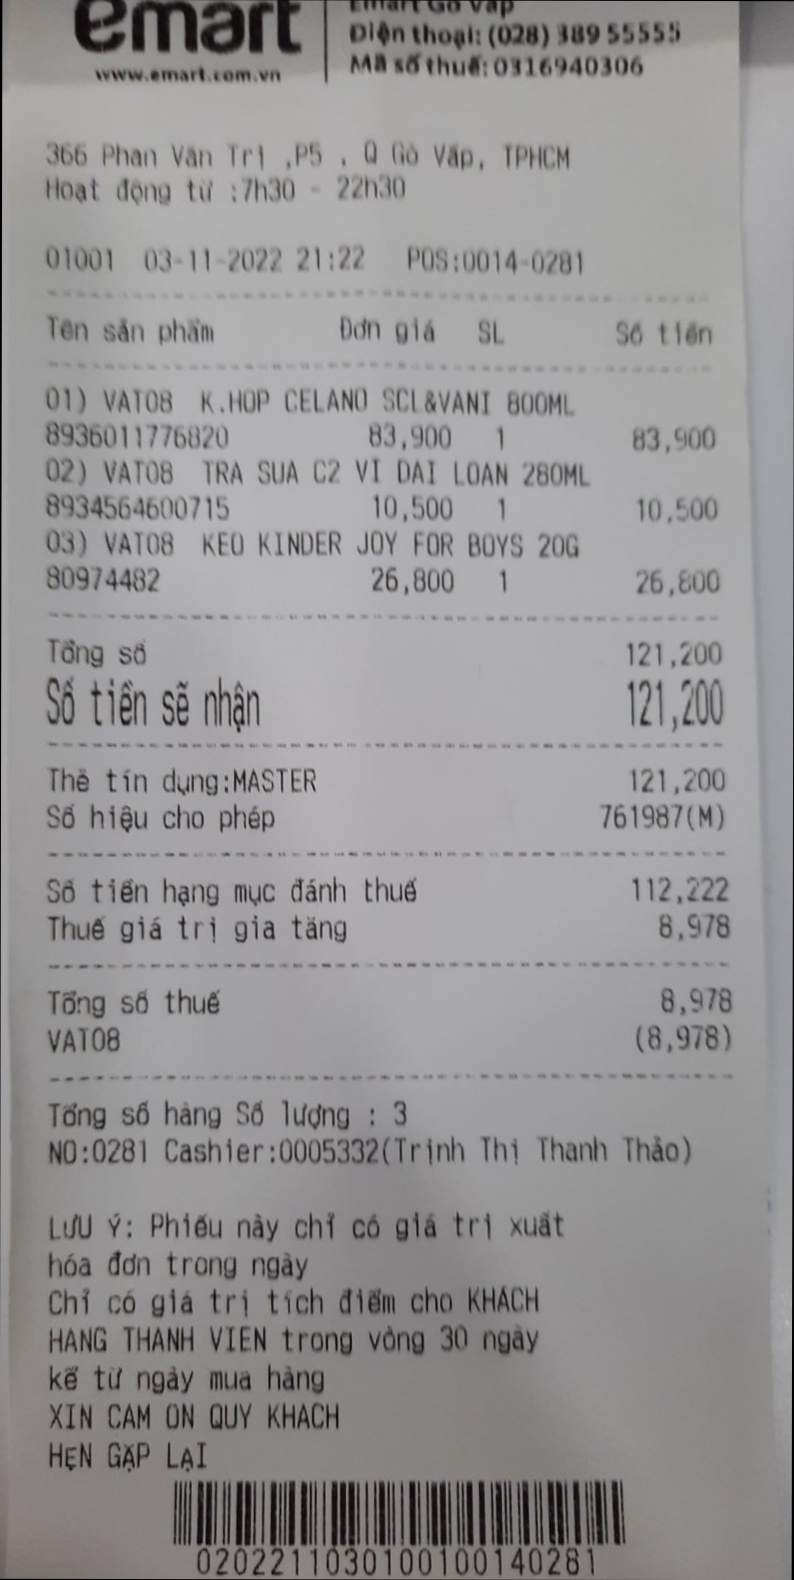 emart
www.emart.com.vn
Emart Gò Vấp
Điện thoại: (028) 389 55555
Mã số thuế: 0316940306
366 Phan Văn Trị ,P5 , Q Gò Vấp, TPHCM
Hoạt động từ :7h30 - 22h30
01001 03-11-2022 21:22 POS:0014-0281
Tên sản phẩm Đơn giá SL Số tiền
01) VAT08 K.HOP CELANO SCL&VANI 800ML
8936011776820 83,900 1 83,900
02) VAT08 TRA SUA C2 VI DAI LOAN 280ML
8934564600715 10,500 1 10,500
03) VAT08 KEO KINDER JOY FOR BOYS 20G
80974482 26,800 1 26,800
Tổng số 121,200
Số tiền sẽ nhận 121,200
Thẻ tín dụng:MASTER 121,200
Số hiệu cho phép 761987(M)
Số tiền hạng mục đánh thuế 112,222
Thuế giá trị gia tăng 8,978
Tổng số thuế 8,978
VAT08 (8,978)
Tổng số hàng Số lượng : 3
NO:0281 Cashier:0005332(Trịnh Thị Thanh Thảo)
LƯU Ý: Phiếu này chỉ có giá trị xuất
hóa đơn trong ngày
Chỉ có giá trị tích điểm cho KHÁCH
HÀNG THÀNH VIÊN trong vòng 30 ngày
kể từ ngày mua hàng
XIN CAM ON QUY KHACH
HẸN GẶP LẠI
0202211030100100140281